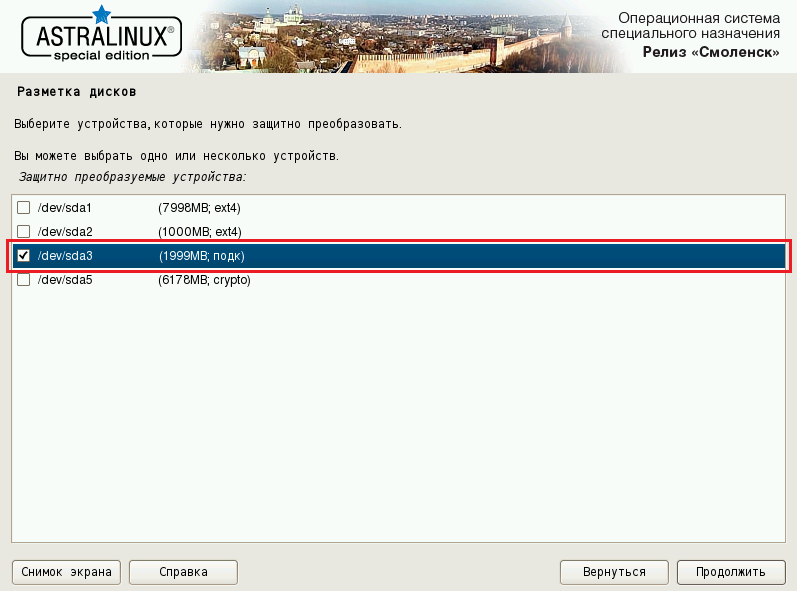 ASTRALINUX®
special edition
Операционная система
специального назначения
Релиз «Смоленск»
Разметка дисков
Выберите устройства, которые нужно защитно преобразовать.
Вы можете выбрать одно или несколько устройств.
Защитно преобразуемые устройства:
/dev/sda1 (7998MB; ext4)
/dev/sda2 (1000MB; ext4)
/dev/sda3 (1999MB; подк)
/dev/sda5 (6178MB; crypto)
Снимок экрана Справка Вернуться Продолжить